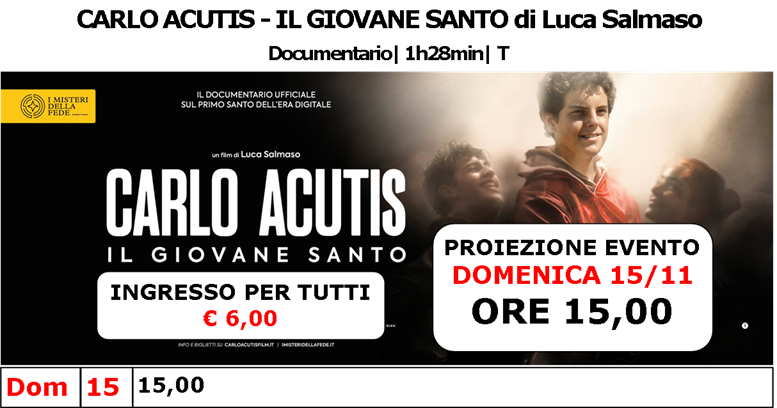 CARLO ACUTIS - IL GIOVANE SANTO di Luca Salmaso
Documentario| 1h28min| T
I MISTERI
DELLA
FEDE
IL DOCUMENTARIO UFFICIALE
SUL PRIMO SANTO DELL'ERA DIGITALE
un film di Luca Salmaso
CARLO ACUTIS
IL GIOVANE SANTO
INGRESSO PER TUTTI
€ 6,00
PROIEZIONE EVENTO
DOMENICA 15/11
ORE 15,00
INFO E BIGLIETTI SU CARLOACUTISFILM.IT | IMISTERIDELLAFEDE.IT
Dom 15 15,00